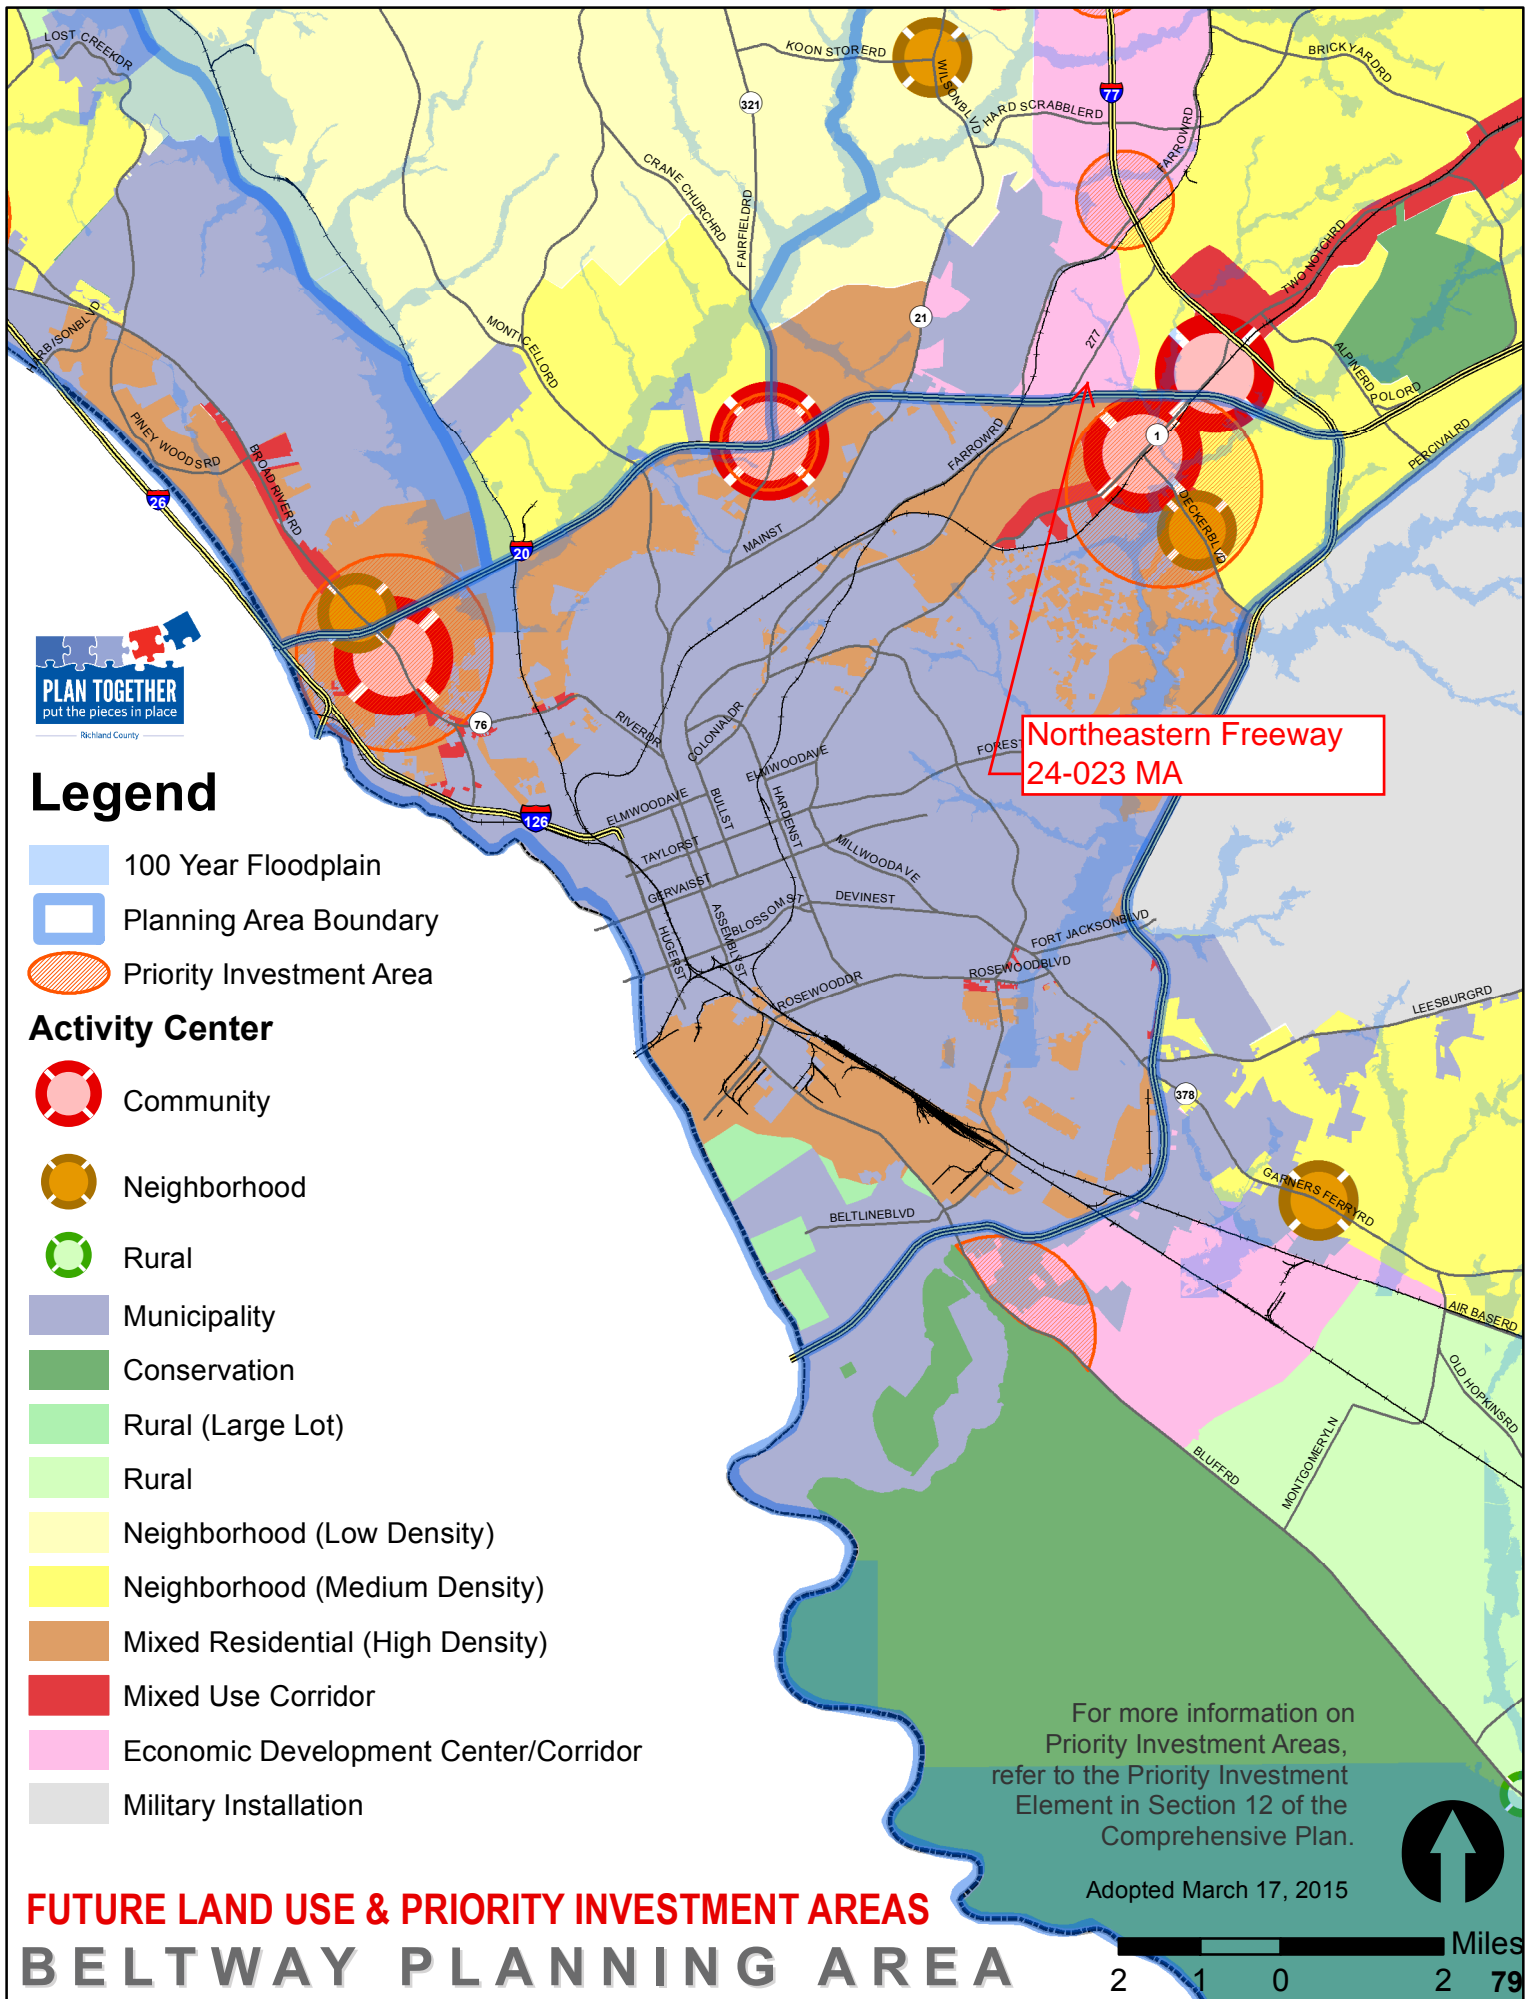 LOST CREEKDR
KOON STORERD
WILSONBLVD
BRICKYARDRD
77
321
HARD SCRABBLERD
FARROWRD
CRANE CHURCHRD
FAIRFIELDRD
TWO NOTCHRD
21
277
HARBISONBLVD
MONTICELLORD
ALPINERD
POLORD
PINEY WOODSRD
BROAD RIVERRD
1
PERCIVALRD
FARROWRD
26
DECKERBLVD
20
MAINST
PLAN TOGETHER
put the pieces in place
Richland County
76
RIVERDR
COLONIALDR
FOREST
Northeastern Freeway
24-023 MA
ELMWOODAVE
Legend
ELMWOODAVE
BULLST
HARDENST
126
TAYLORST
MILLWOODAVE
100 Year Floodplain
GERVAISST
DEVINEST
Planning Area Boundary
BLOSSOMST
ASSEMBLYST
HUGERST
FORT JACKSONBLVD
Priority Investment Area
ROSEWOODDR
ROSEWOODBLVD
LEESBURGRD
Activity Center
Community
378
Neighborhood
GARNERS FERRYRD
BELTLINEBLVD
Rural
Municipality
AIR BASERD
Conservation
OLD HOPKINSRD
Rural (Large Lot)
MONTGOMERYLN
BLUFFRD
Rural
Neighborhood (Low Density)
Neighborhood (Medium Density)
Mixed Residential (High Density)
Mixed Use Corridor
Economic Development Center/Corridor
Military Installation
For more information on
Priority Investment Areas,
refer to the Priority Investment
Element in Section 12 of the
Comprehensive Plan.
Adopted March 17, 2015
FUTURE LAND USE & PRIORITY INVESTMENT AREAS
BELTWAY PLANNING AREA
Miles
2 1 0 2
79